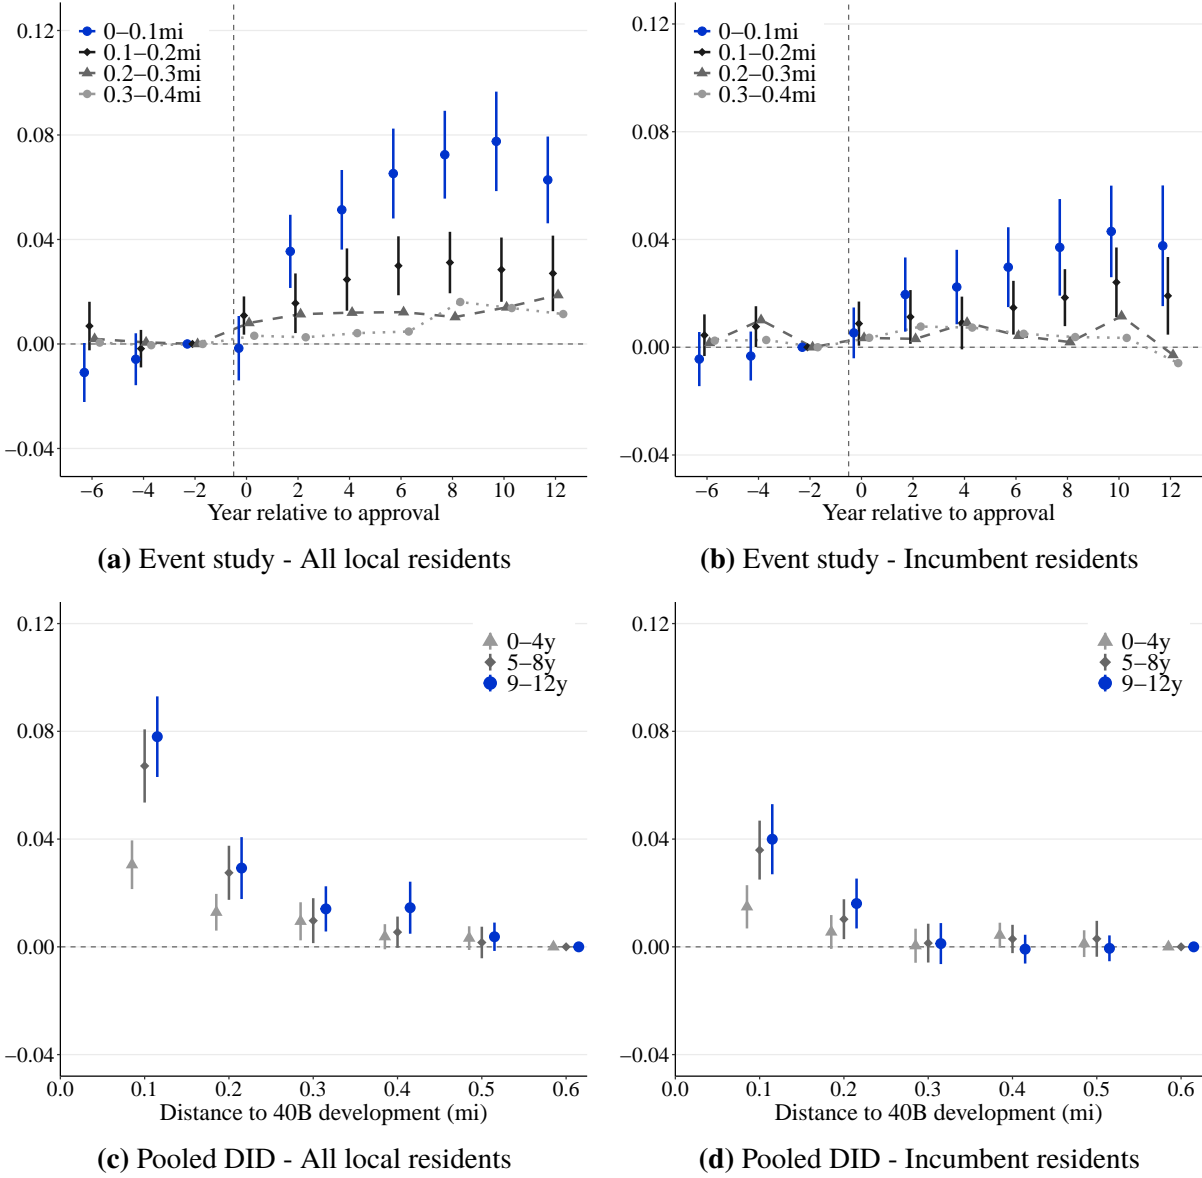 0.12
0.08
0.04
0.00
−0.04
0−0.1mi
0.1−0.2mi
0.2−0.3mi
0.3−0.4mi
−6 −4 −2 0 2 4 6 8 10 12
Year relative to approval
(a) Event study - All local residents
0.12
0.08
0.04
0.00
−0.04
0−0.1mi
0.1−0.2mi
0.2−0.3mi
0.3−0.4mi
−6 −4 −2 0 2 4 6 8 10 12
Year relative to approval
(b) Event study - Incumbent residents
0.12
0.08
0.04
0.00
−0.04
0−4y
5−8y
9−12y
0.0 0.1 0.2 0.3 0.4 0.5 0.6
Distance to 40B development (mi)
(c) Pooled DID - All local residents
0.12
0.08
0.04
0.00
−0.04
0−4y
5−8y
9−12y
0.0 0.1 0.2 0.3 0.4 0.5 0.6
Distance to 40B development (mi)
(d) Pooled DID - Incumbent residents